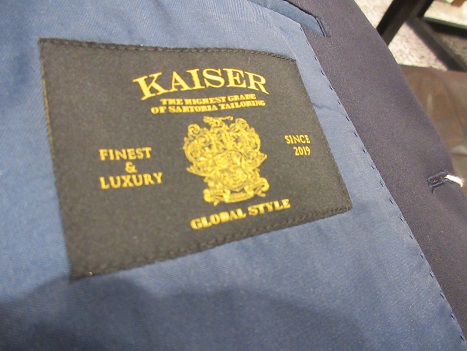 KAISER
THE HIGHEST GRADE
OF SARTORIA TAILORING
FINEST
&
LUXURY
SINCE
2019
GLOBAL STYLE